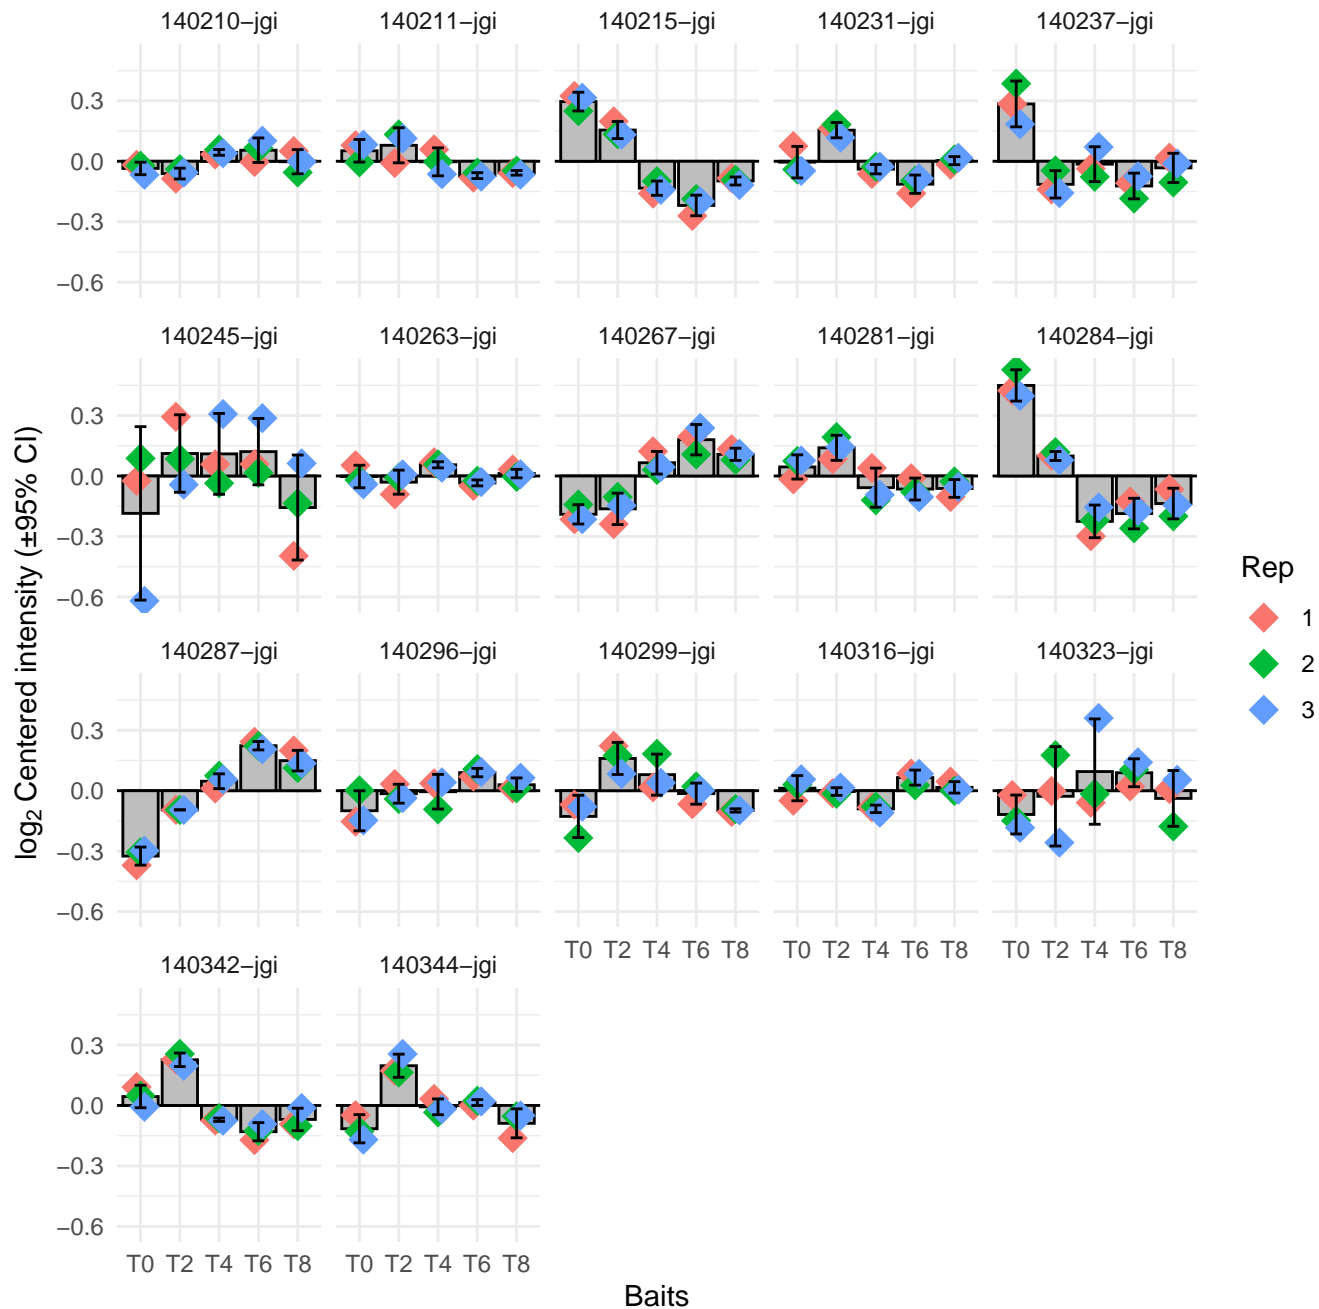 140210−jgi 140211−jgi 140215−jgi 140231−jgi 140237−jgi
0.3
0.0
−0.3
−0.6
140245−jgi 140263−jgi 140267−jgi 140281−jgi 140284−jgi
0.3
0.0
−0.3
−0.6
140287−jgi 140296−jgi 140299−jgi 140316−jgi 140323−jgi
0.3
0.0
−0.3
−0.6
T0 T2 T4 T6 T8 T0 T2 T4 T6 T8 T0 T2 T4 T6 T8
140342−jgi 140344−jgi
0.3
0.0
−0.3
−0.6
T0 T2 T4 T6 T8 T0 T2 T4 T6 T8
Baits
log2 Centered intensity (±95% CI)
Rep
1
2
3